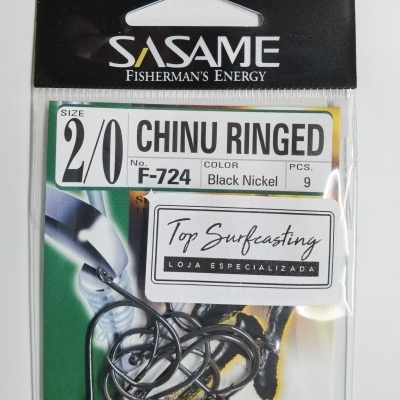 SASAME
FISHERMAN'S ENERGY
SIZE
2/0
CHINU RINGED
No. F-724
COLOR Black Nickel
PCS. 9
Top Surfcasting
LOJA ESPECIALIZADA